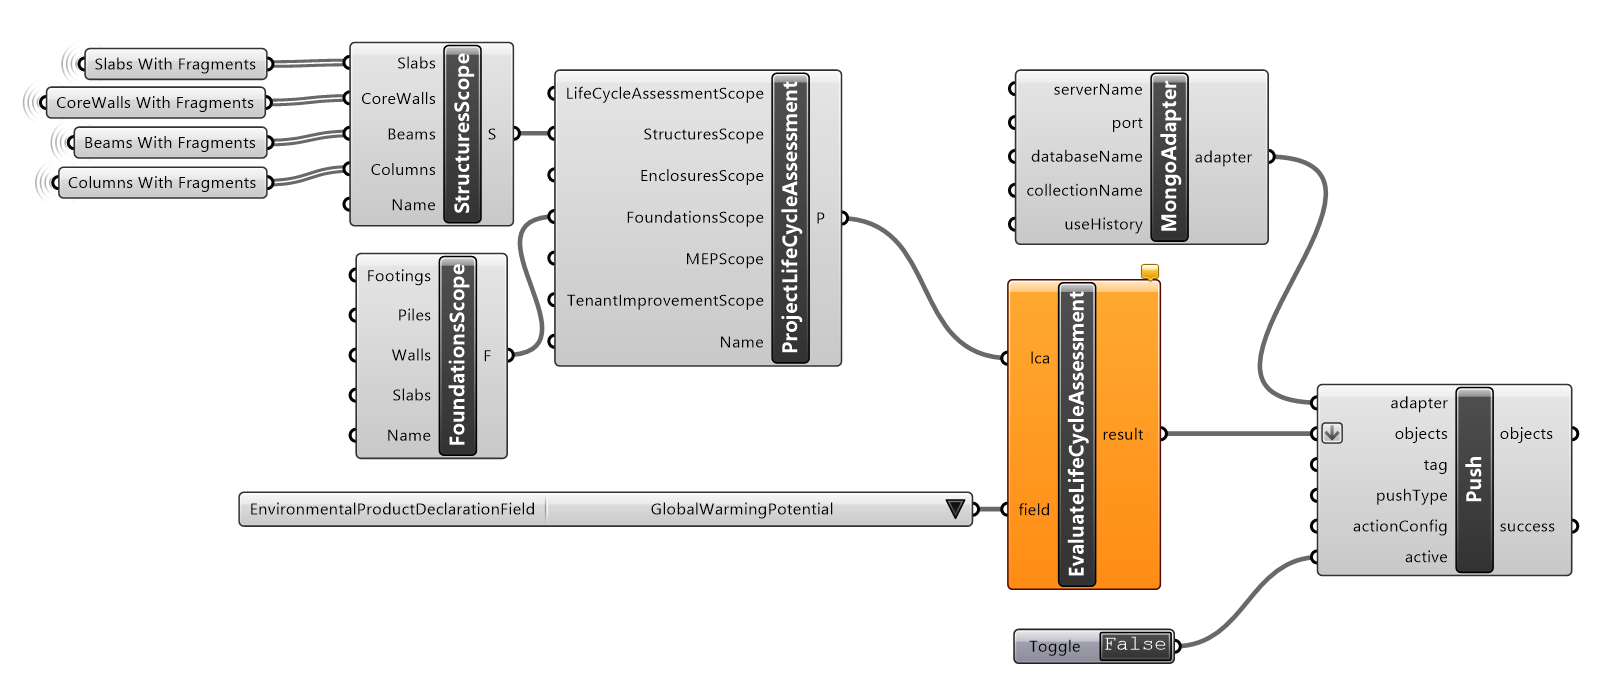 Slabs With Fragments
CoreWalls With Fragments
Beams With Fragments
Columns With Fragments
Slabs
CoreWalls
Beams
Columns
Name
StructuresScope
S
Footings
Piles
Walls
Slabs
Name
FoundationsScope
F
LifeCycleAssessmentScope
StructuresScope
EnclosuresScope
FoundationsScope
MEPScope
TenantImprovementScope
Name
ProjectLifeCycleAssessment
P
EnvironmentalProductDeclarationField
GlobalWarmingPotential
serverName
port
databaseName
collectionName
useHistory
MongoAdapter
adapter
lca
field
EvaluateLifeCycleAssessment
result
Toggle
False
adapter
objects
tag
pushType
actionConfig
active
Push
objects
success